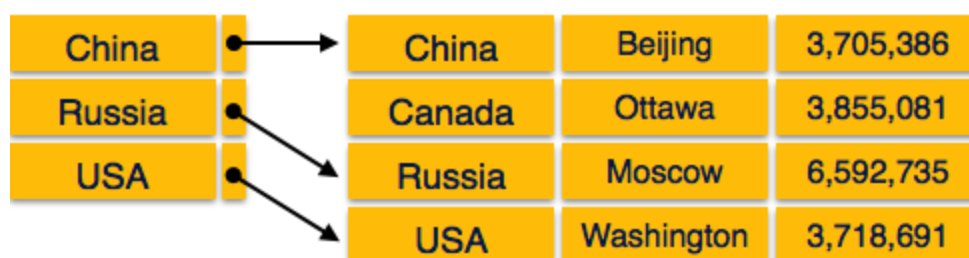 China China Beijing 3,705,386
Russia Canada Ottawa 3,855,081
USA Russia Moscow 6,592,735
USA Washington 3,718,691